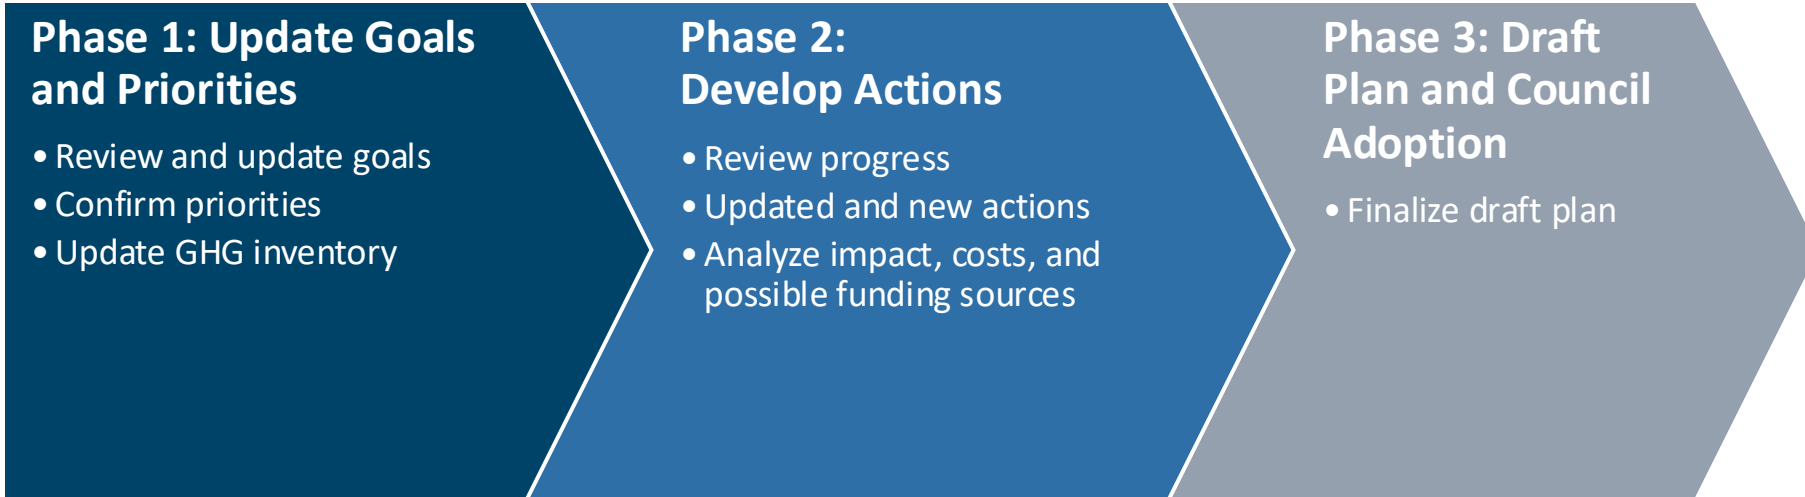 Phase 1: Update Goals
and Priorities
• Review and update goals
• Confirm priorities
• Update GHG inventory
Phase 2:
Develop Actions
• Review progress
• Updated and new actions
• Analyze impact, costs, and
possible funding sources
Phase 3: Draft
Plan and Council
Adoption
• Finalize draft plan